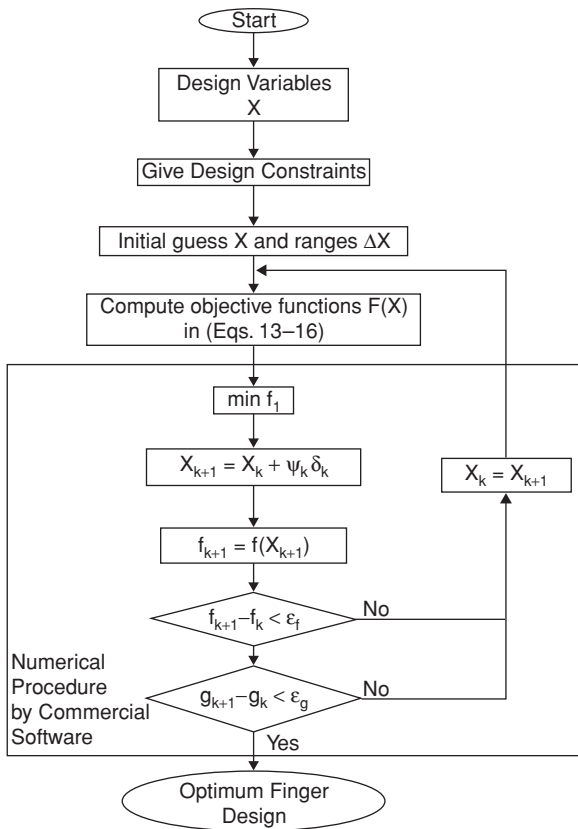 Start
Design Variables
X
Give Design Constraints
Initial guess X and ranges ΔX
Compute objective functions F(X)
in (Eqs. 13–16)
min f₁
Xₖ₊₁ = Xₖ + ψₖ δₖ
Xₖ = Xₖ₊₁
fₖ₊₁ = f(Xₖ₊₁)
fₖ₊₁–fₖ < ε_f
No
gₖ₊₁–gₖ < ε_g
No
Numerical
Procedure
by Commercial
Software
Yes
Optimum Finger
Design